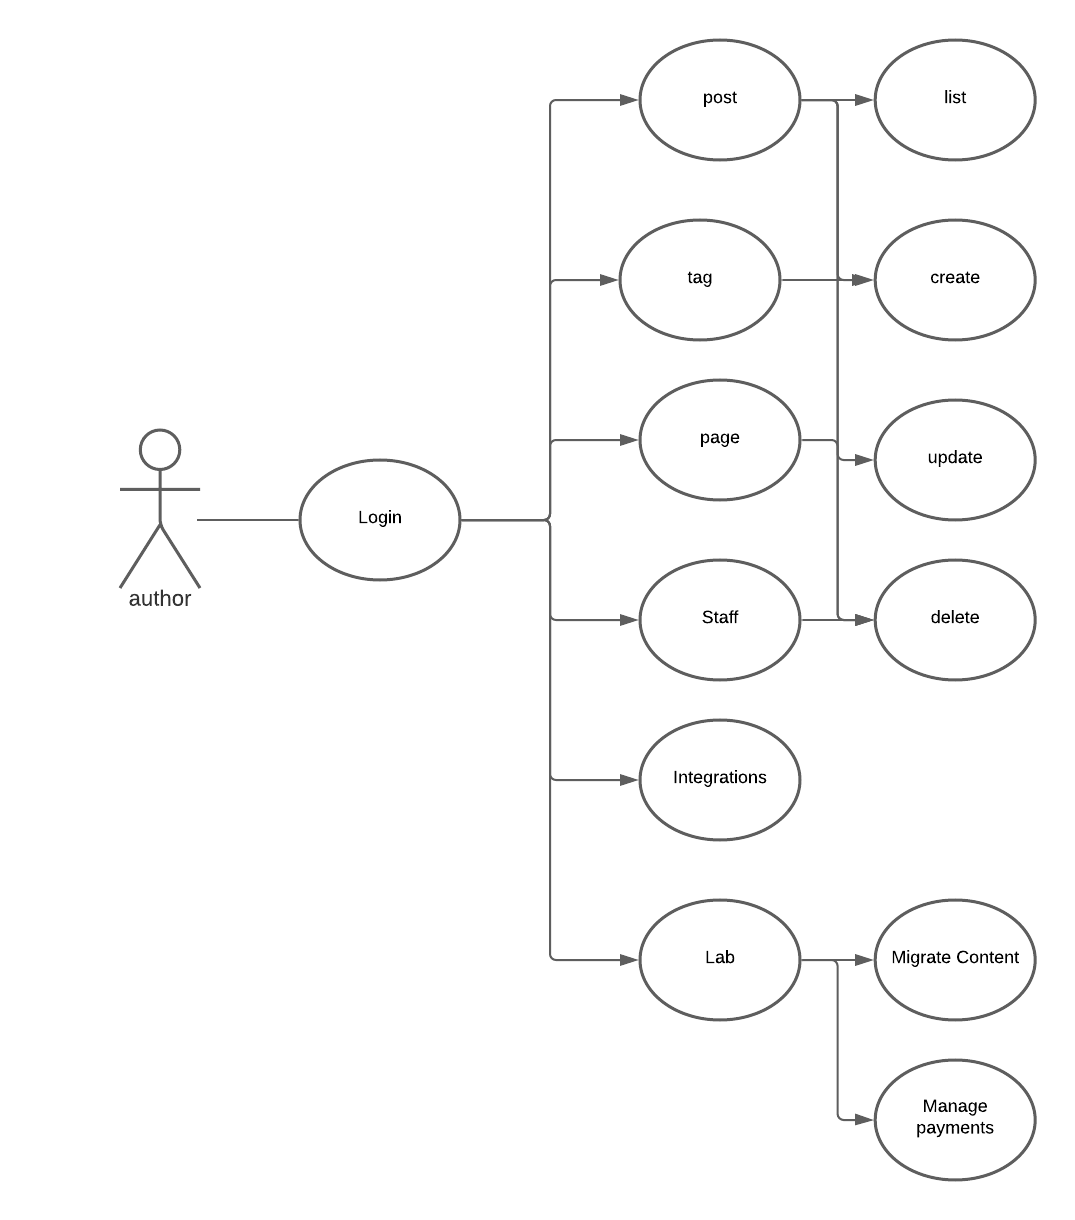 post
list
tag
create
page
update
Login
author
Staff
delete
Integrations
Lab
Migrate Content
Manage
payments